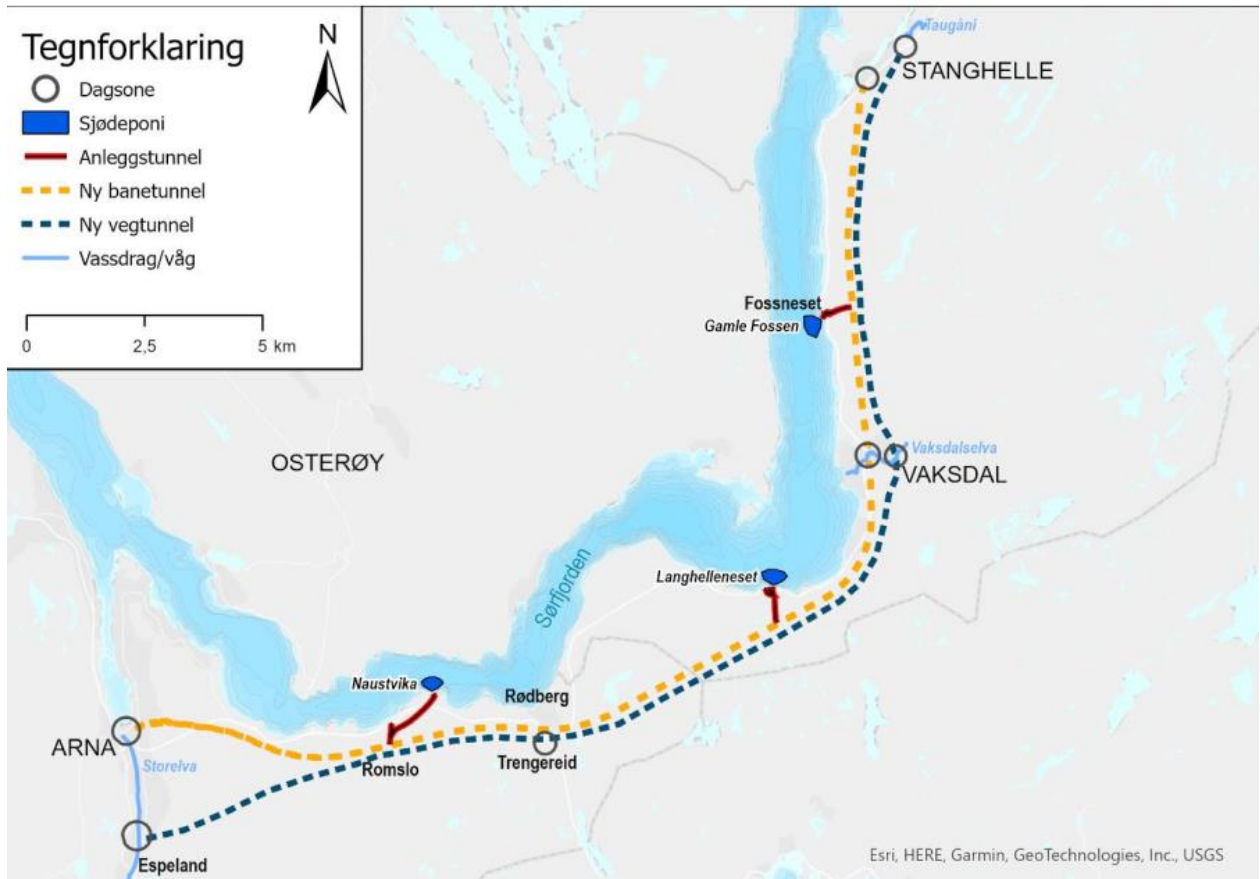 Tegnforklaring
Dagsone
Sjødeponi
Anleggstunnel
Ny banetunnel
Ny vegtunnel
Vassdrag/våg
N
0 2,5 5 km
Taugåni
STANGHELLE
Fossneset
Gamle Fossen
Vaksdalselva
VAKSDAL
OSTERØY
Langhelleneset
Sørfjorden
Naustvika
Rødberg
ARNA
Storelva
Romslo
Trengereid
Espeland
Esri, HERE, Garmin, GeoTechnologies, Inc., USGS